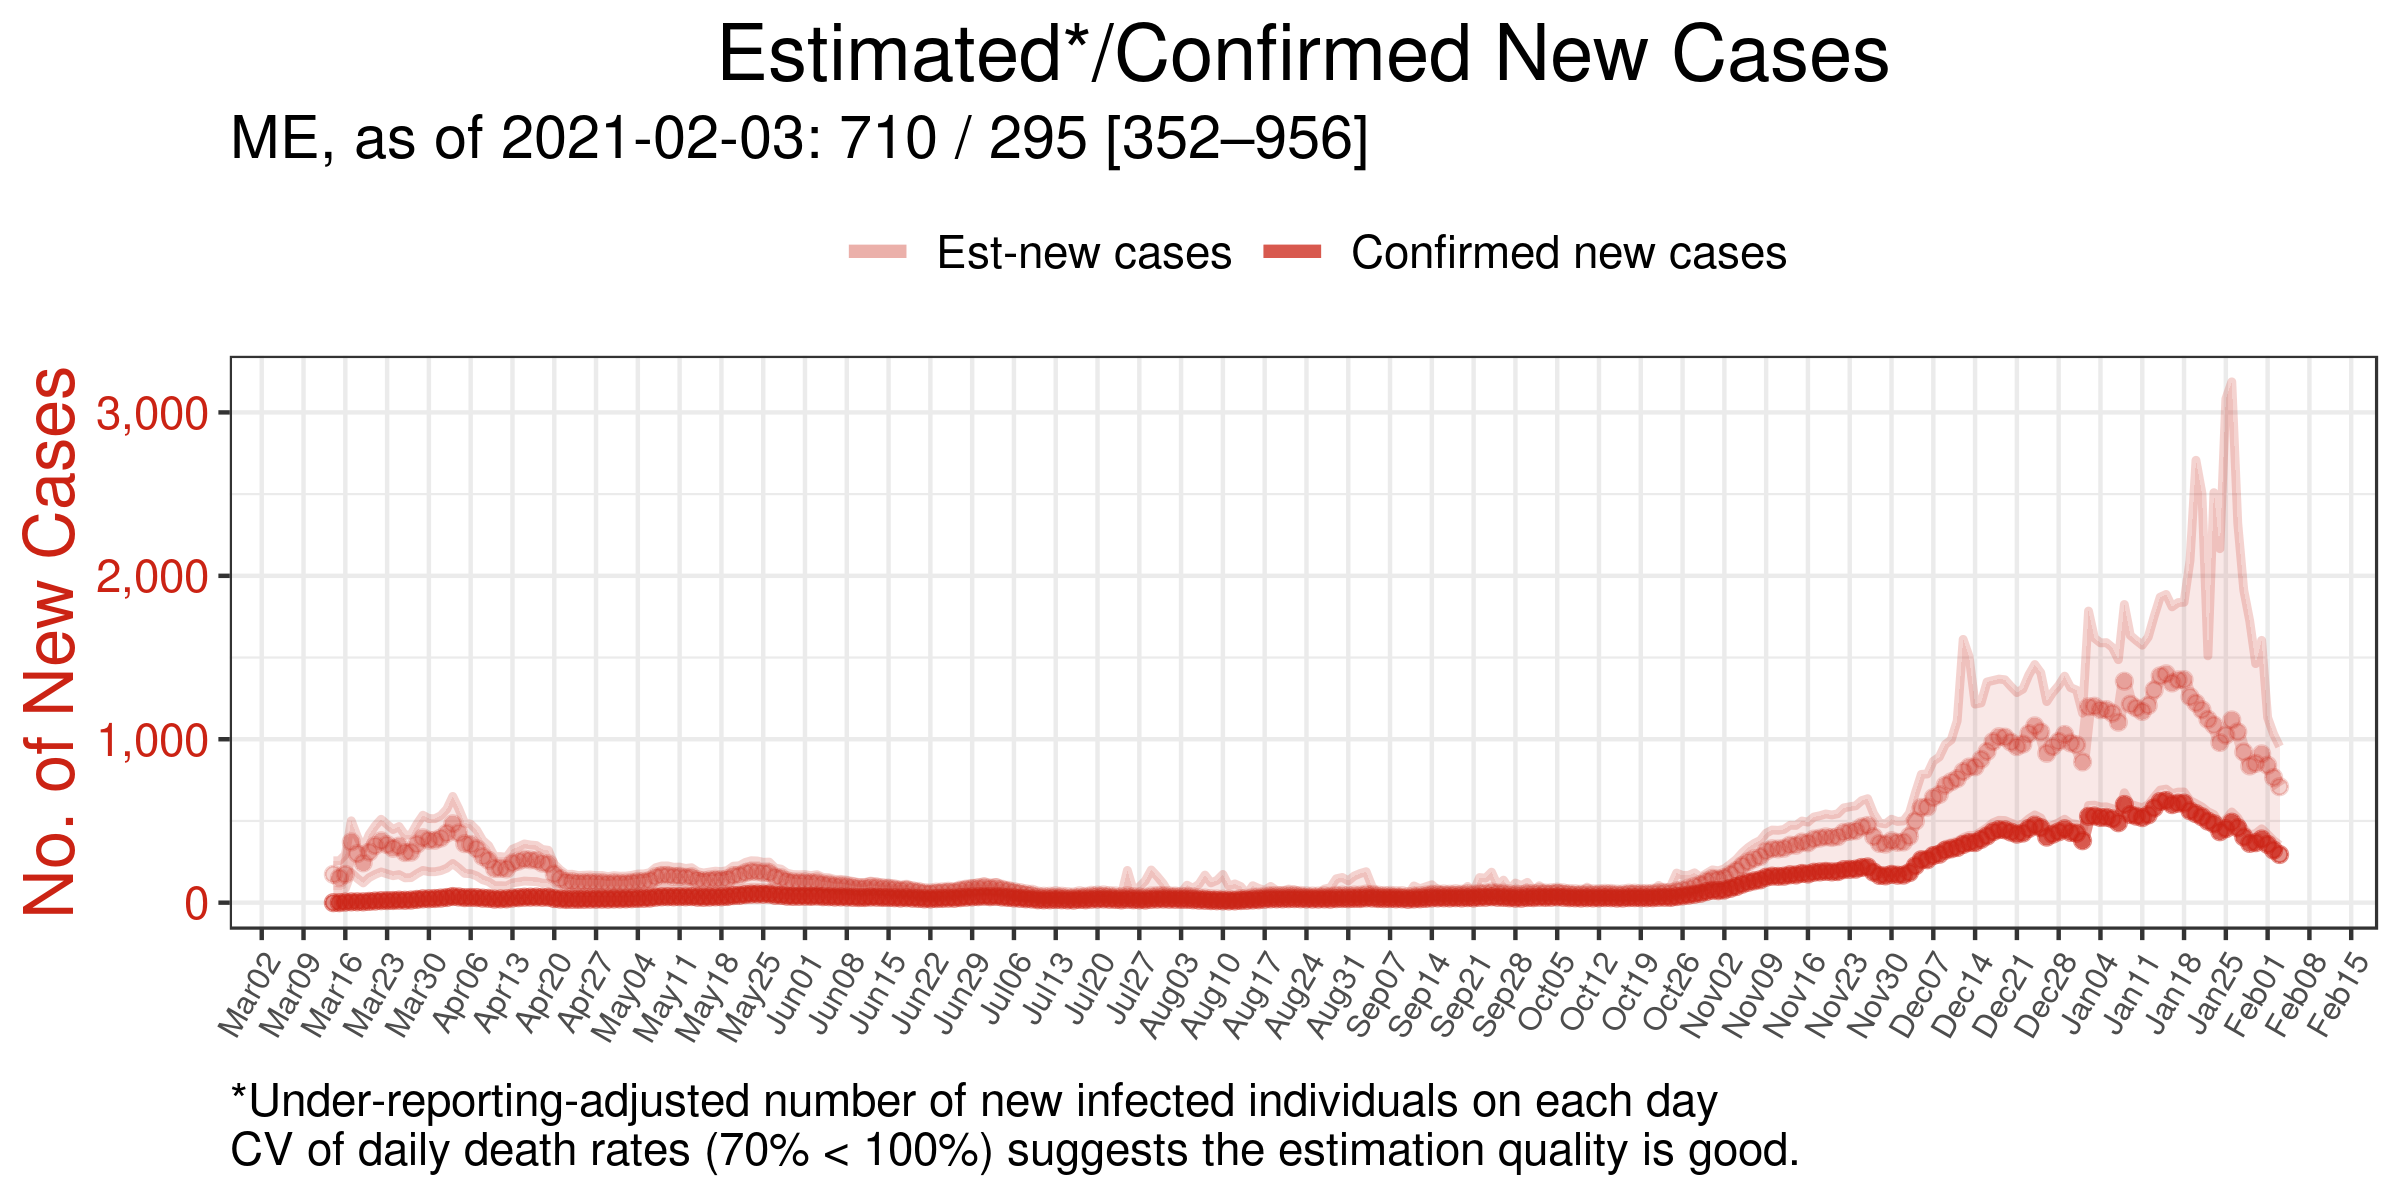 Estimated*/Confirmed New Cases
ME, as of 2021-02-03: 710 / 295 [352–956]
Est-new cases Confirmed new cases
No. of New Cases
3,000
2,000
1,000
0
Mar02 Mar09 Mar16 Mar23 Mar30 Apr06 Apr13 Apr20 Apr27 May04 May11 May18 May25 Jun01 Jun08 Jun15 Jun22 Jun29 Jul06 Jul13 Jul20 Jul27 Aug03 Aug10 Aug17 Aug24 Aug31 Sep07 Sep14 Sep21 Sep28 Oct05 Oct12 Oct19 Oct26 Nov02 Nov09 Nov16 Nov23 Nov30 Dec07 Dec14 Dec21 Dec28 Jan04 Jan11 Jan18 Jan25 Feb01 Feb08 Feb15
*Under-reporting-adjusted number of new infected individuals on each day
CV of daily death rates (70% < 100%) suggests the estimation quality is good.